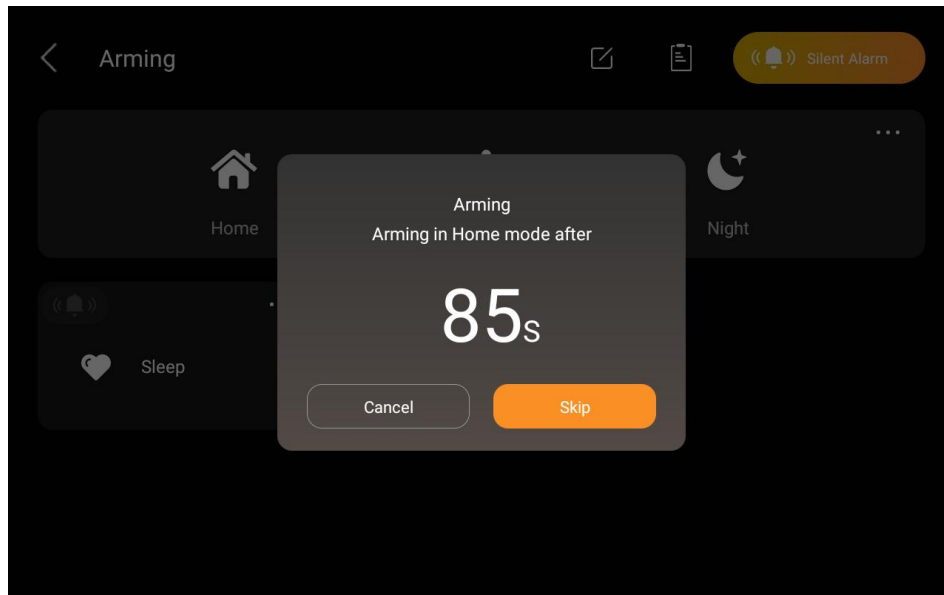 Arming
Silent Alarm
Home
Night
Arming
Arming in Home mode after
85s
Sleep
Cancel
Skip